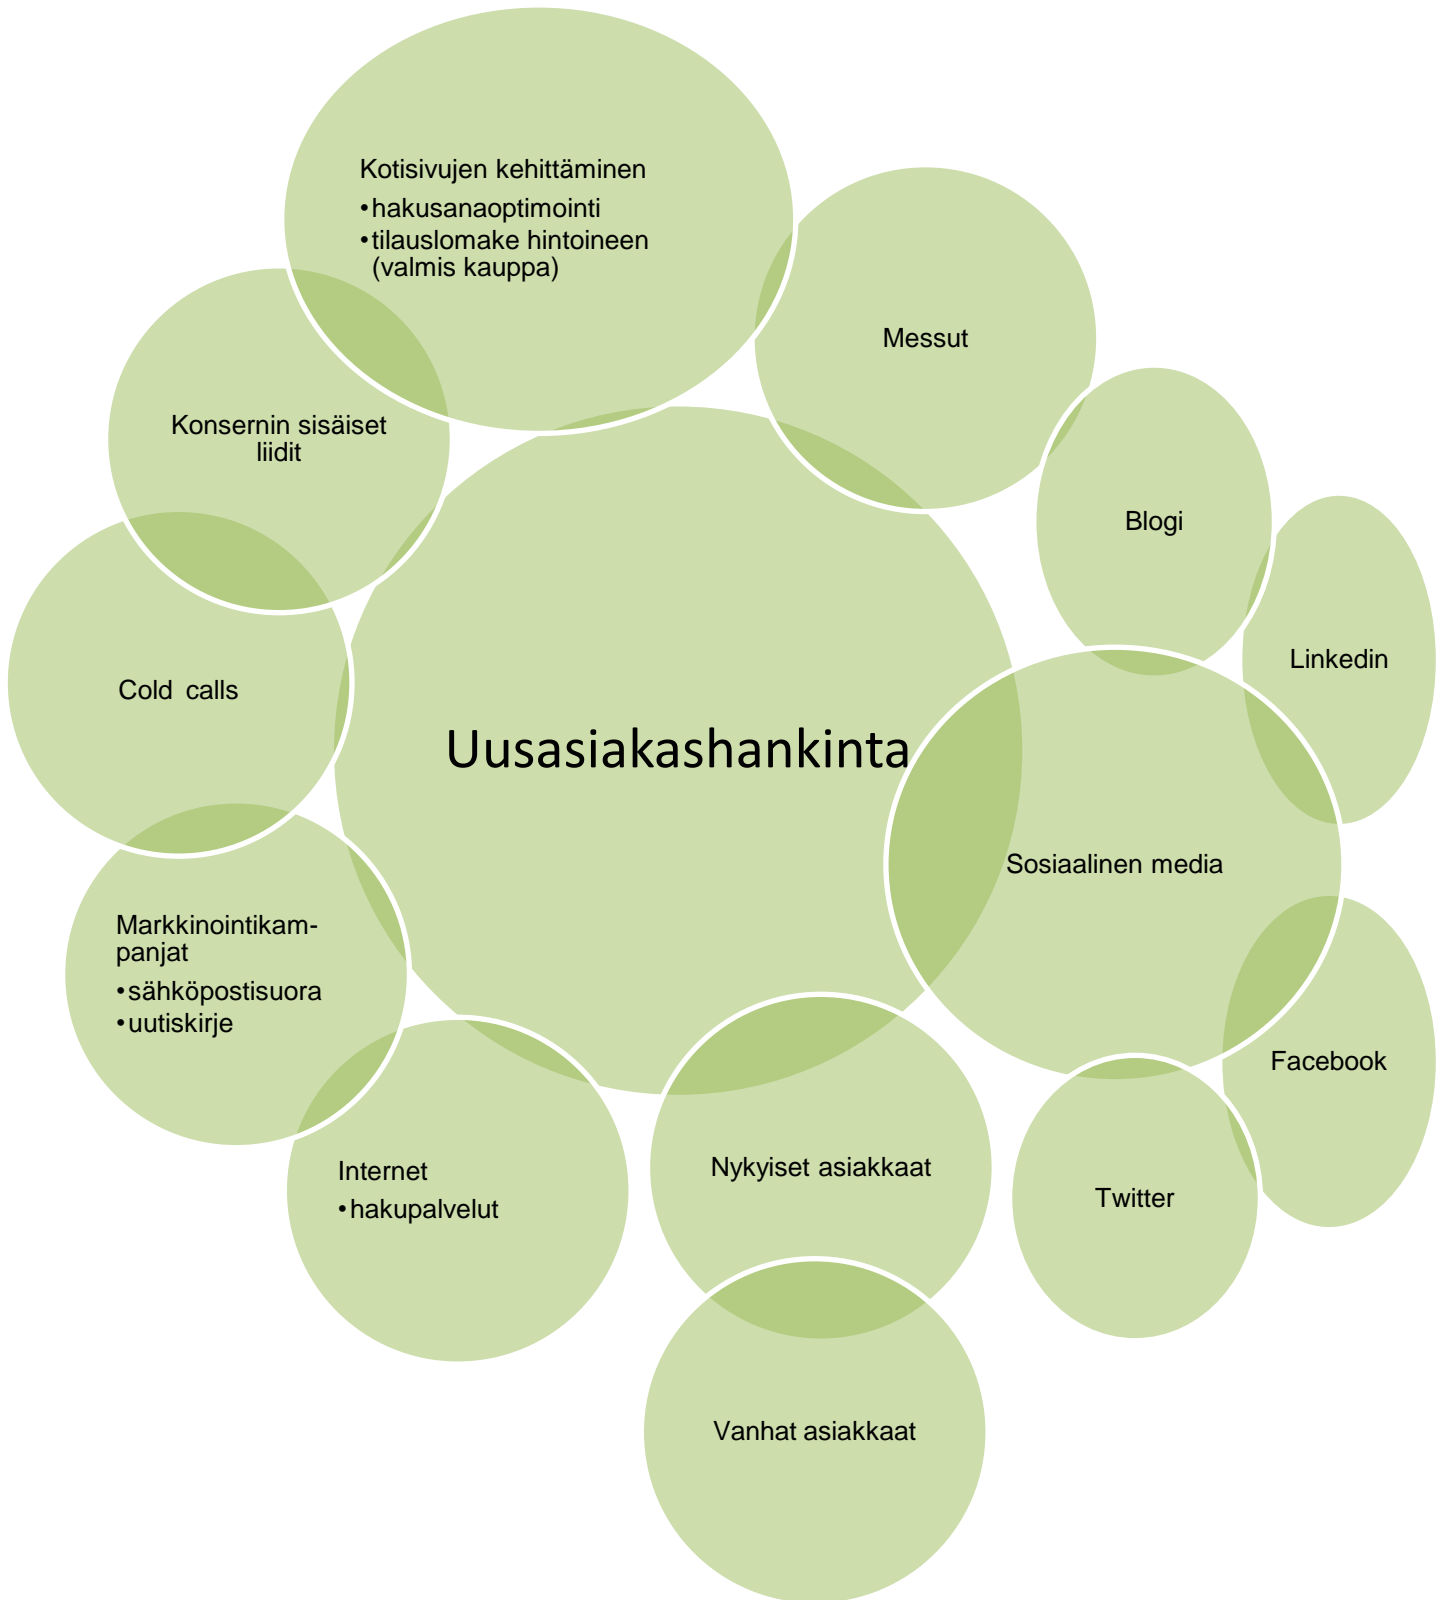 Kotisivujen kehittäminen
•hakusanaoptimointi
•tilauslomake hintoineen
(valmis kauppa)
Messut
Konsernin sisäiset
liidit
Blogi
Linkedin
Cold calls
Uusasiakashankinta
Sosiaalinen media
Markkinointikam-
panjat
•sähköpostisuora
•uutiskirje
Facebook
Internet
•hakupalvelut
Nykyiset asiakkaat
Twitter
Vanhat asiakkaat